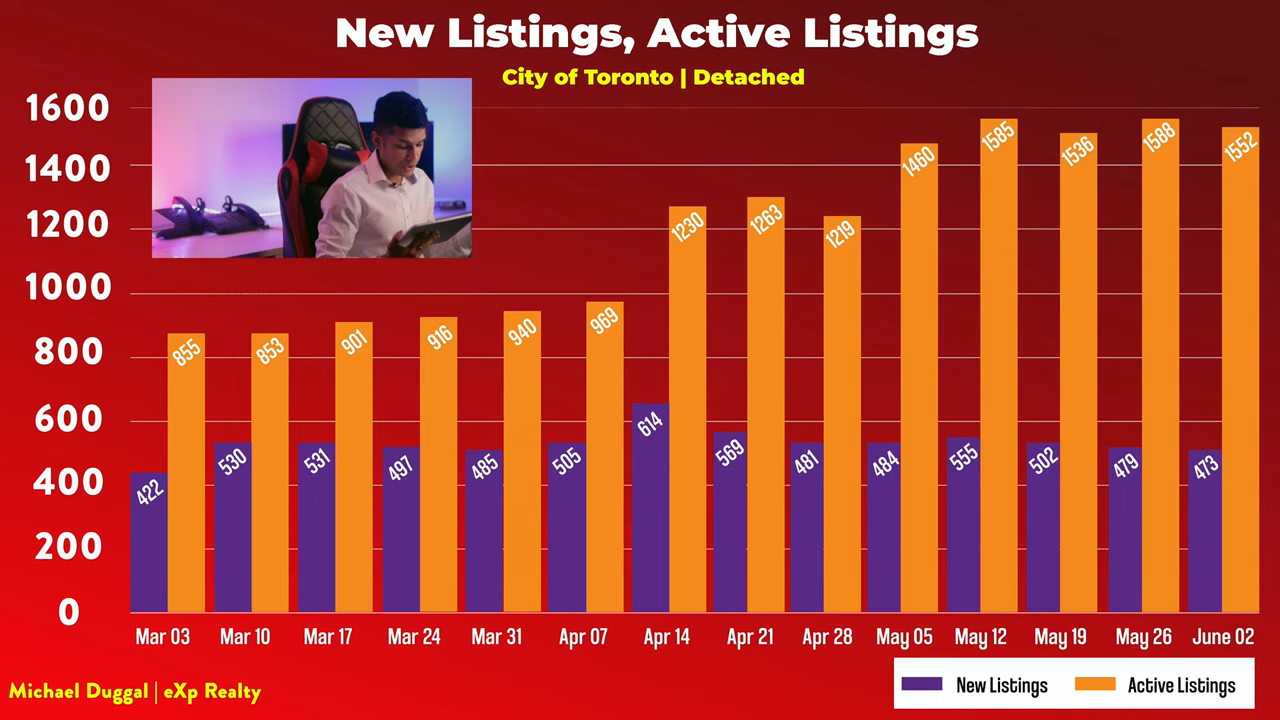 New Listings, Active Listings
City of Toronto | Detached
1600
1400
1200
1000
800
600
400
200
0
422
855
530
853
531
901
497
916
485
940
505
969
614
1230
569
1263
481
1219
484
1460
555
1585
502
1536
479
1588
473
1552
Mar 03
Mar 10
Mar 17
Mar 24
Mar 31
Apr 07
Apr 14
Apr 21
Apr 28
May 05
May 12
May 19
May 26
June 02
New Listings
Active Listings
Michael Duggal | eXp Realty